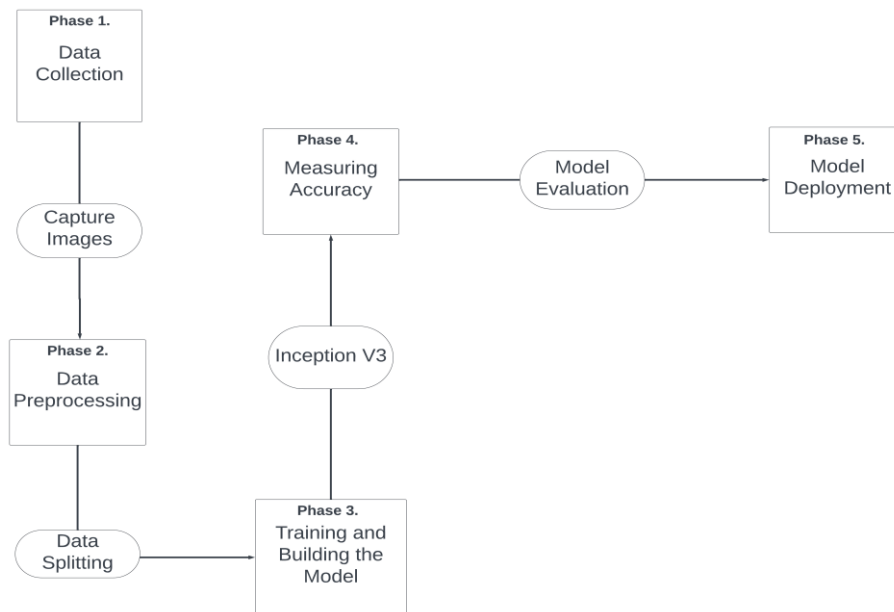 Phase 1.
Data
Collection
Capture
Images
Phase 2.
Data
Preprocessing
Data
Splitting
Phase 3.
Training and
Building the
Model
Inception V3
Phase 4.
Measuring
Accuracy
Model
Evaluation
Phase 5.
Model
Deployment